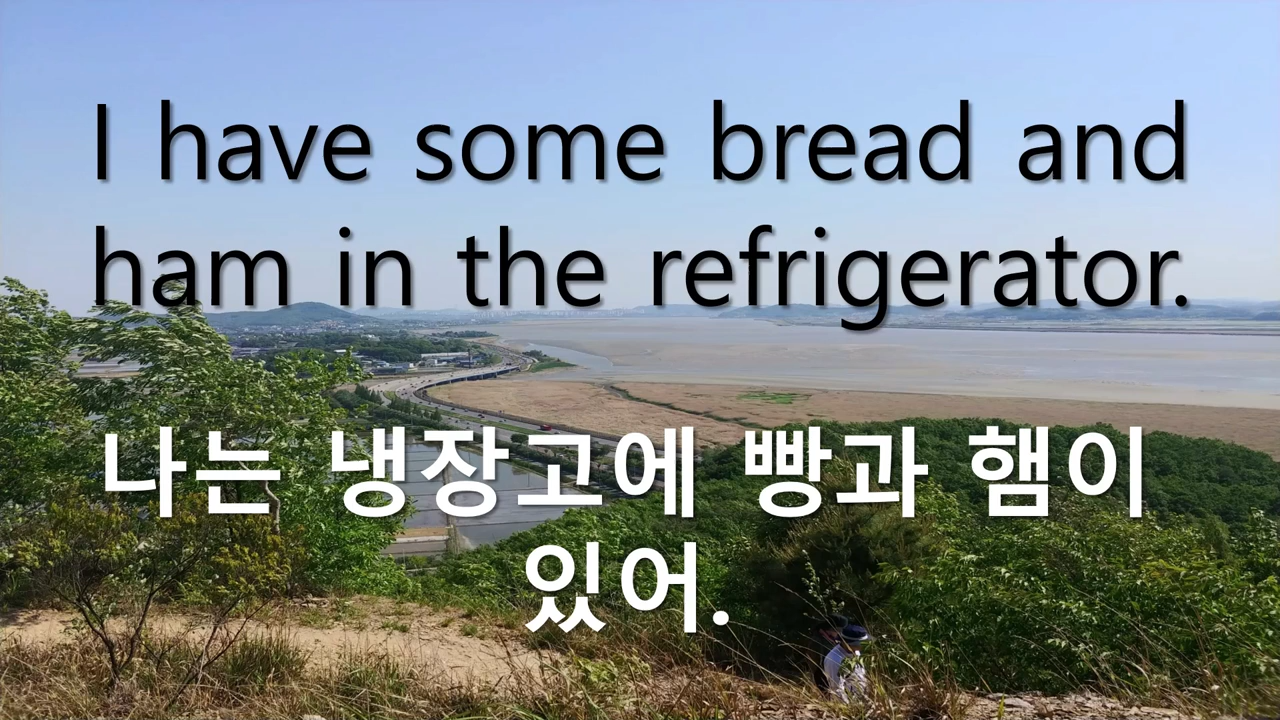 I have some bread and
ham in the refrigerator.
나는 냉장고에 빵과 햄이
있어.